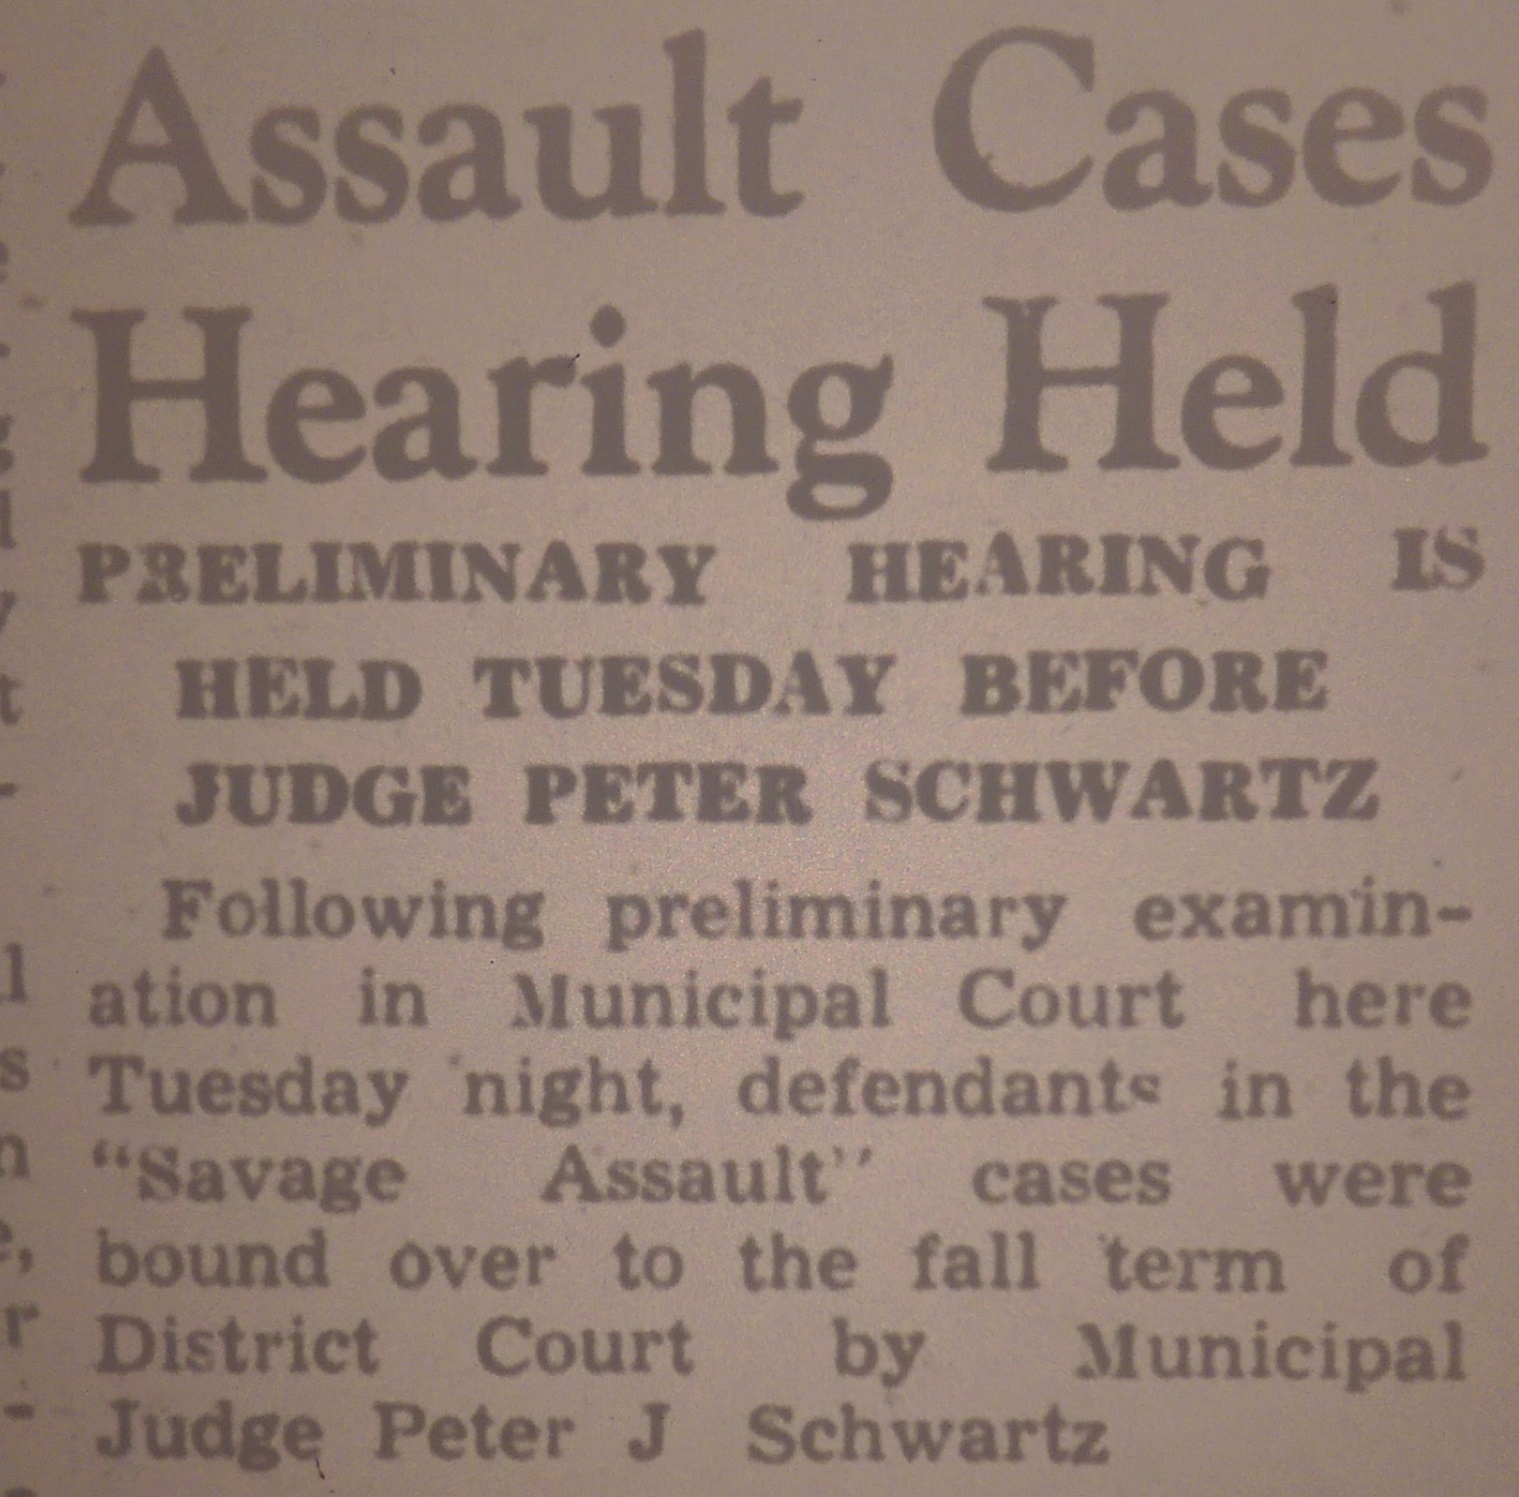 Assault Cases
Hearing Held
PRELIMINARY HEARING IS
HELD TUESDAY BEFORE
JUDGE PETER SCHWARTZ
Following preliminary examin-
ation in Municipal Court here
Tuesday night, defendants in the
"Savage Assault" cases were
bound over to the fall term of
District Court by Municipal
Judge Peter J Schwartz